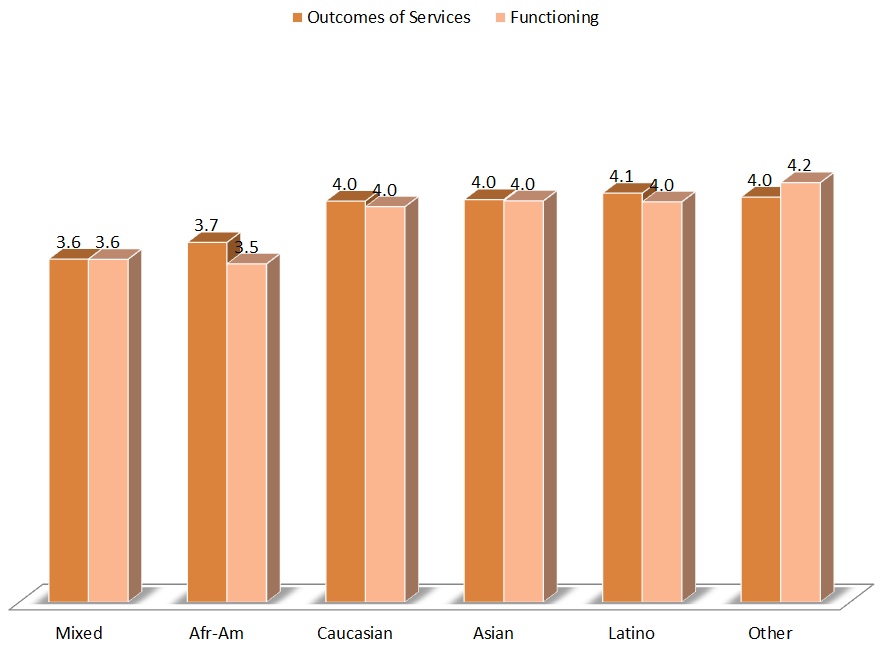 Outcomes of Services Functioning
3.6 3.6 3.7 3.5 4.0 4.0 4.0 4.0 4.1 4.0 4.0 4.2
Mixed Afr-Am Caucasian Asian Latino Other